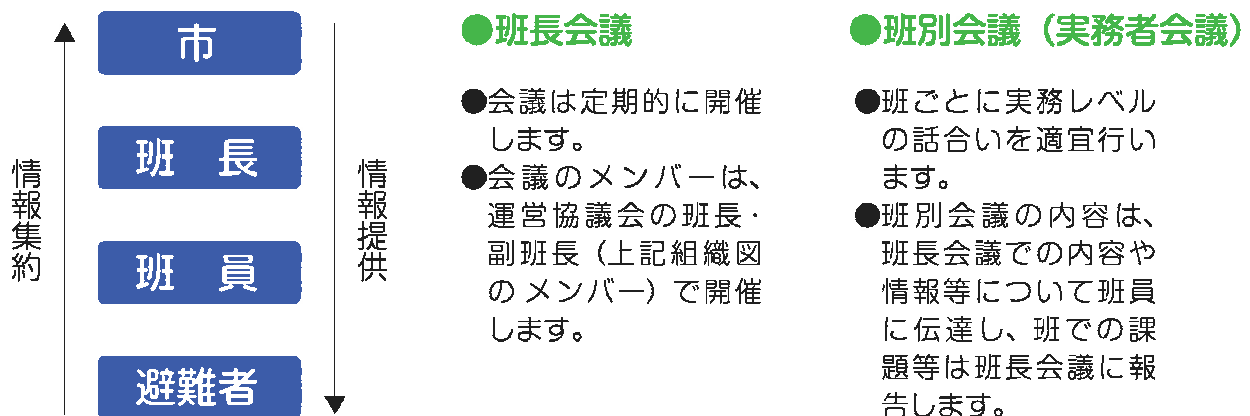 市
班　長
班　員
避難者
情報集約
情報提供
●班長会議
●会議は定期的に開催
します。
●会議のメンバーは、
運営協議会の班長・
副班長（上記組織図
のメンバー）で開催
します。
●班別会議（実務者会議）
●班ごとに実務レベル
の話合いを適宜行い
ます。
●班別会議の内容は、
班長会議での内容や
情報等について班員
に伝達し、班での課
題等は班長会議に報
告します。